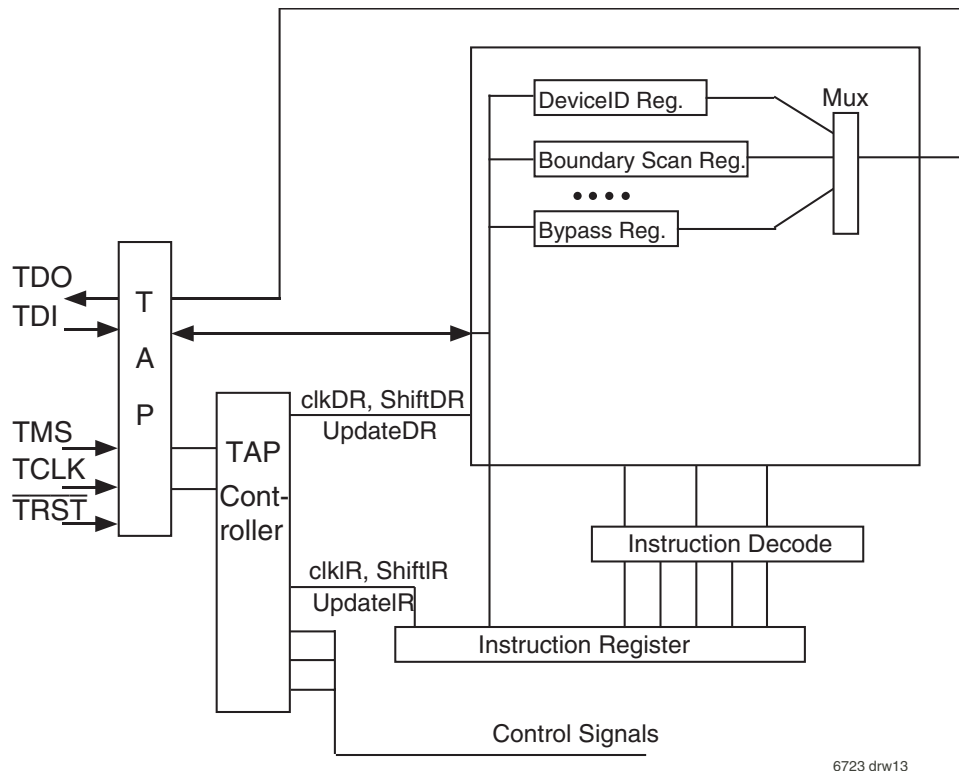 DeviceID Reg.
Mux
Boundary Scan Reg.
Bypass Reg.
TDO
TDI
T
A
P
TMS
TCLK
TRST
clkDR, ShiftDR
UpdateDR
TAP
Cont-
roller
Instruction Decode
clkIR, ShiftIR
UpdateIR
Instruction Register
Control Signals
6723 drw13